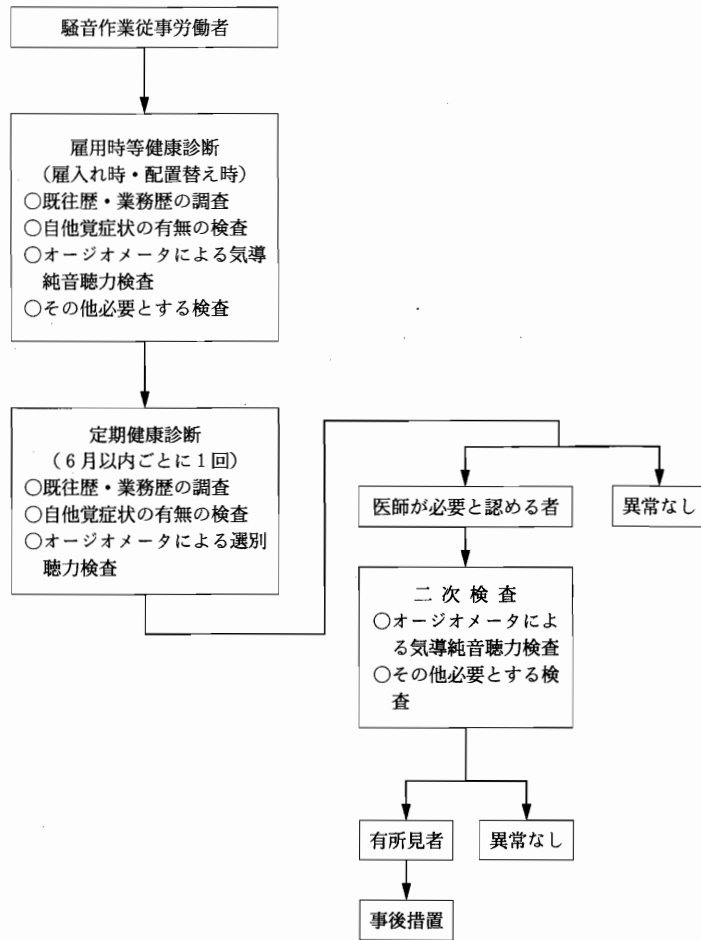 騒音作業従事労働者
雇用時等健康診断
(雇入れ時・配置替え時)
○既往歴・業務歴の調査
○自他覚症状の有無の検査
○オージオメータによる気導
純音聴力検査
○その他必要とする検査
定期健康診断
(6月以内ごとに1回)
○既往歴・業務歴の調査
○自他覚症状の有無の検査
○オージオメータによる選別
聴力検査
医師が必要と認める者
異常なし
二次検査
○オージオメータによ
る気導純音聴力検査
○その他必要とする検
査
有所見者
異常なし
事後措置